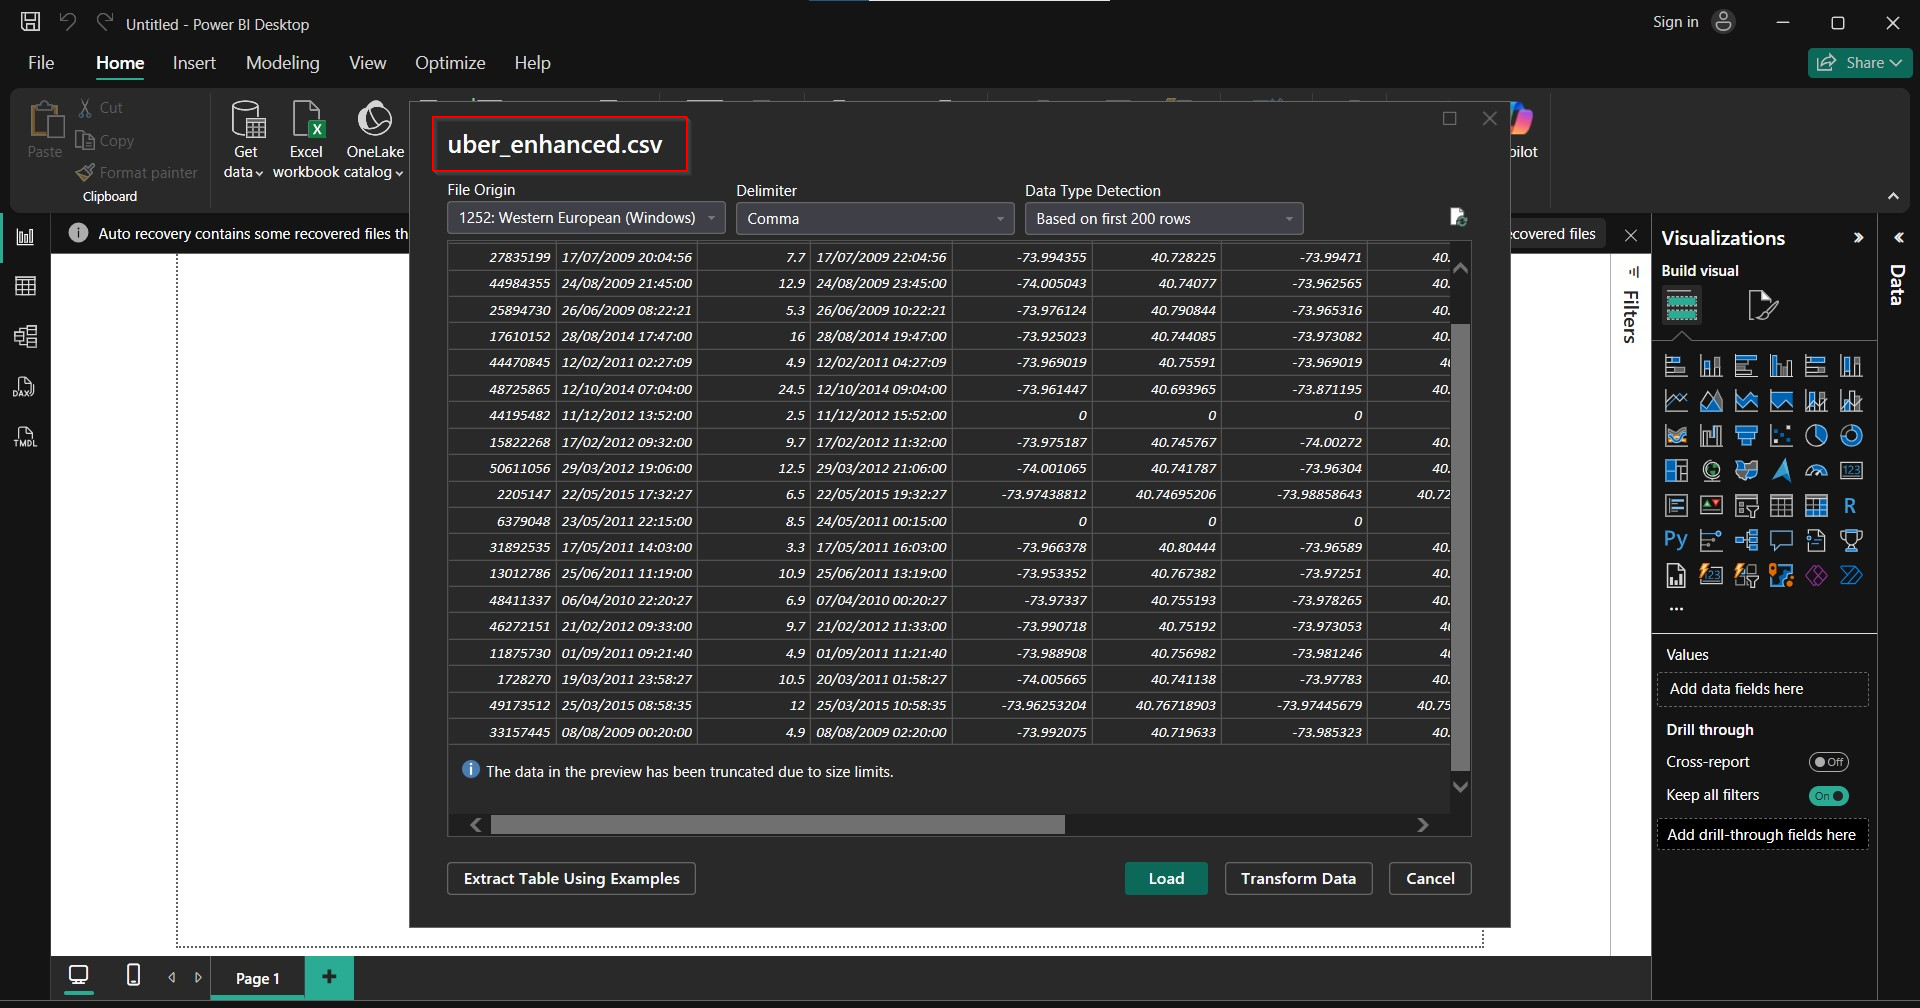 Untitled - Power BI Desktop
Sign in
File Home Insert Modeling View Optimize Help
Share
Paste
Cut
Copy
Format painter
Clipboard
Get data
Excel workbook
OneLake catalog
pilot
Auto recovery contains some recovered files th
covered files
uber_enhanced.csv
File Origin Delimiter Data Type Detection
1252: Western European (Windows) Comma Based on first 200 rows
27835199 17/07/2009 20:04:56 7.7 17/07/2009 22:04:56 -73.994355 40.728225 -73.99471 40.
44984355 24/08/2009 21:45:00 12.9 24/08/2009 23:45:00 -74.005043 40.74077 -73.962565 40.
25894730 26/06/2009 08:22:21 5.3 26/06/2009 10:22:21 -73.976124 40.790844 -73.965316 40.
17610152 28/08/2014 17:47:00 16 28/08/2014 19:47:00 -73.925023 40.744085 -73.973082 40.
44470845 12/02/2011 02:27:09 4.9 12/02/2011 04:27:09 -73.969019 40.75591 -73.969019 40
48725865 12/10/2014 07:04:00 24.5 12/10/2014 09:04:00 -73.961447 40.693965 -73.871195 40.
44195482 11/12/2012 13:52:00 2.5 11/12/2012 15:52:00 0 0 0
15822268 17/02/2012 09:32:00 9.7 17/02/2012 11:32:00 -73.975187 40.745767 -74.00272 40.
50611056 29/03/2012 19:06:00 12.5 29/03/2012 21:06:00 -74.001065 40.741787 -73.96304 40.
2205147 22/05/2015 17:32:27 6.5 22/05/2015 19:32:27 -73.97438812 40.74695206 -73.98858643 40.72
6379048 23/05/2011 22:15:00 8.5 24/05/2011 00:15:00 0 0 0
31892535 17/05/2011 14:03:00 3.3 17/05/2011 16:03:00 -73.966378 40.80444 -73.96589 40.
13012786 25/06/2011 11:19:00 10.9 25/06/2011 13:19:00 -73.953352 40.767382 -73.97251 40.
48411337 06/04/2010 22:20:27 6.9 07/04/2010 00:20:27 -73.97337 40.755193 -73.978265 40.
46272151 21/02/2012 09:33:00 9.7 21/02/2012 11:33:00 -73.990718 40.75192 -73.973053 40
11875730 01/09/2011 09:21:40 4.9 01/09/2011 11:21:40 -73.988908 40.756982 -73.981246 40
1728270 19/03/2011 23:58:27 10.5 20/03/2011 01:58:27 -74.005665 40.741138 -73.97783 40.
49173512 25/03/2015 08:58:35 12 25/03/2015 10:58:35 -73.96253204 40.76718903 -73.97445679 40.75
33157445 08/08/2009 00:20:00 4.9 08/08/2009 02:20:00 -73.992075 40.719633 -73.985323 40.
The data in the preview has been truncated due to size limits.
Extract Table Using Examples Load Transform Data Cancel
Filters
Visualizations
Build visual
123
R
Py
123
Values
Add data fields here
Drill through
Cross-report Off
Keep all filters On
Add drill-through fields here
Data
DAX
TMDL
Page 1